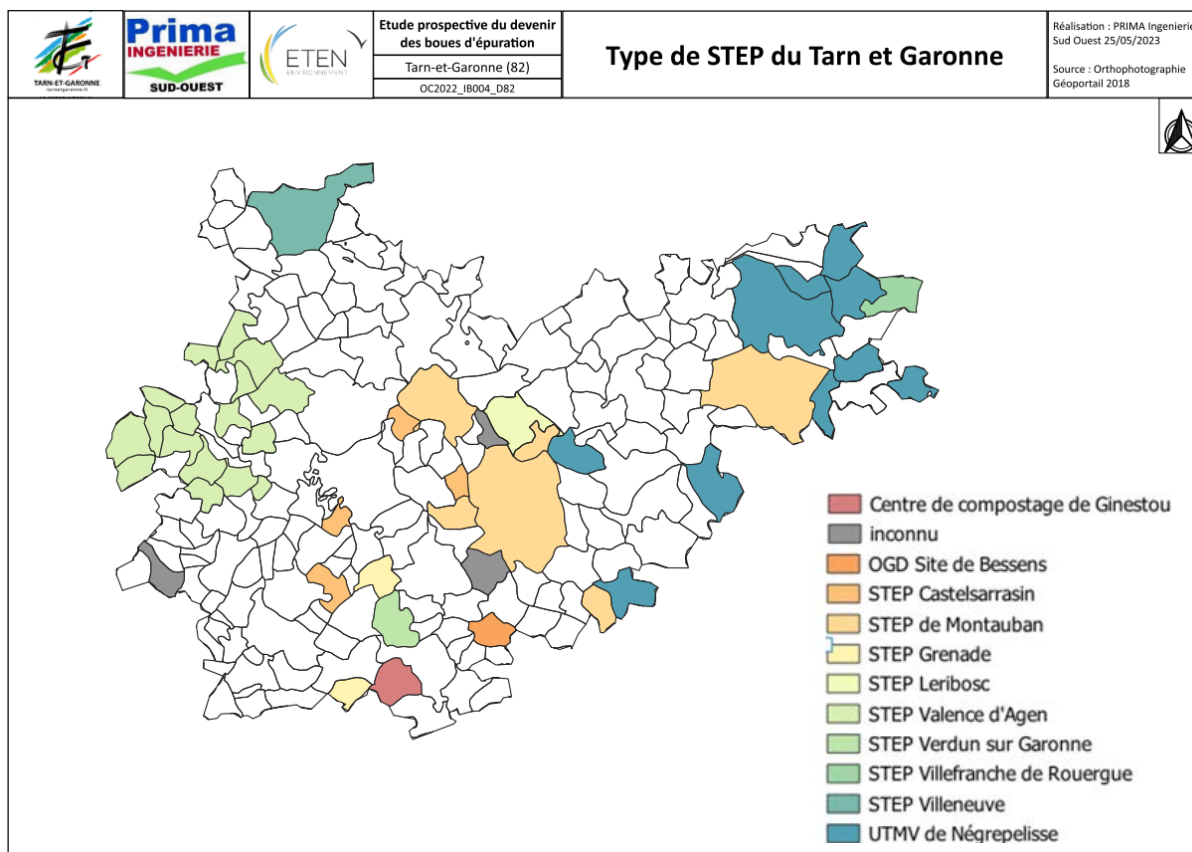 TARN-ET-GARONNE
tarnetgaronne.fr
Prima
INGENIERIE
SUD-OUEST
ETEN
ENVIRONNEMENT
Etude prospective du devenir
des boues d'épuration
Tarn-et-Garonne (82)
OC2022_IB004_D82
Type de STEP du Tarn et Garonne
Réalisation : PRIMA Ingenierie
Sud Ouest 25/05/2023
Source : Orthophotographie
Géoportail 2018
Centre de compostage de Ginestou
inconnu
OGD Site de Bessens
STEP Castelsarrasin
STEP de Montauban
STEP Grenade
STEP Leribosc
STEP Valence d'Agen
STEP Verdun sur Garonne
STEP Villefranche de Rouergue
STEP Villeneuve
UTMV de Négrepelisse